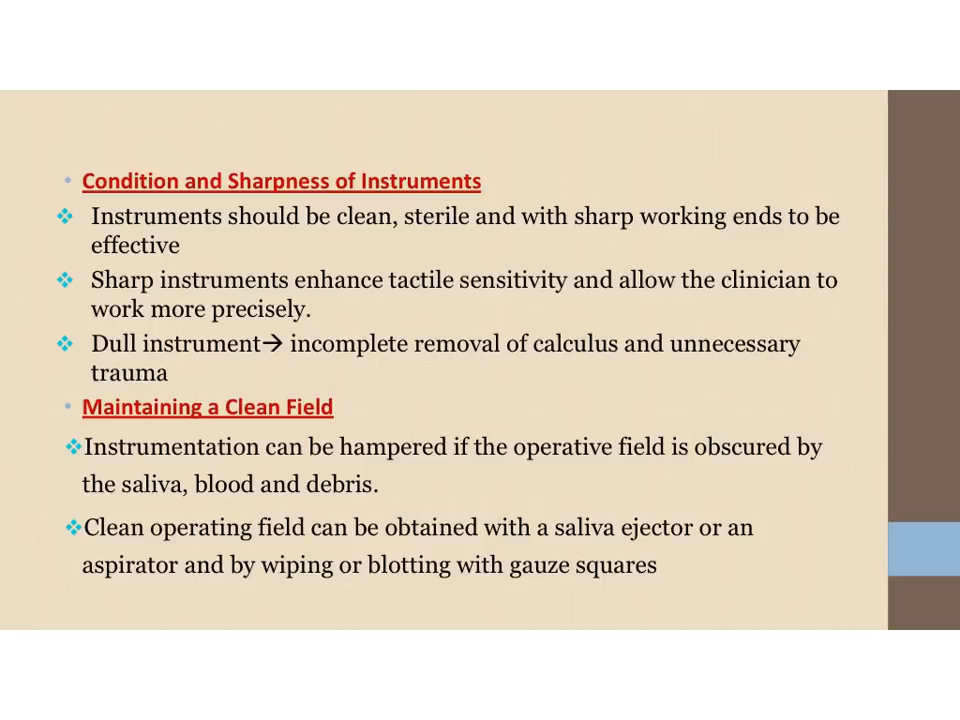 • Condition and Sharpness of Instruments
❖ Instruments should be clean, sterile and with sharp working ends to be
effective
❖ Sharp instruments enhance tactile sensitivity and allow the clinician to
work more precisely.
❖ Dull instrument→ incomplete removal of calculus and unnecessary
trauma
• Maintaining a Clean Field
❖Instrumentation can be hampered if the operative field is obscured by
the saliva, blood and debris.
❖Clean operating field can be obtained with a saliva ejector or an
aspirator and by wiping or blotting with gauze squares